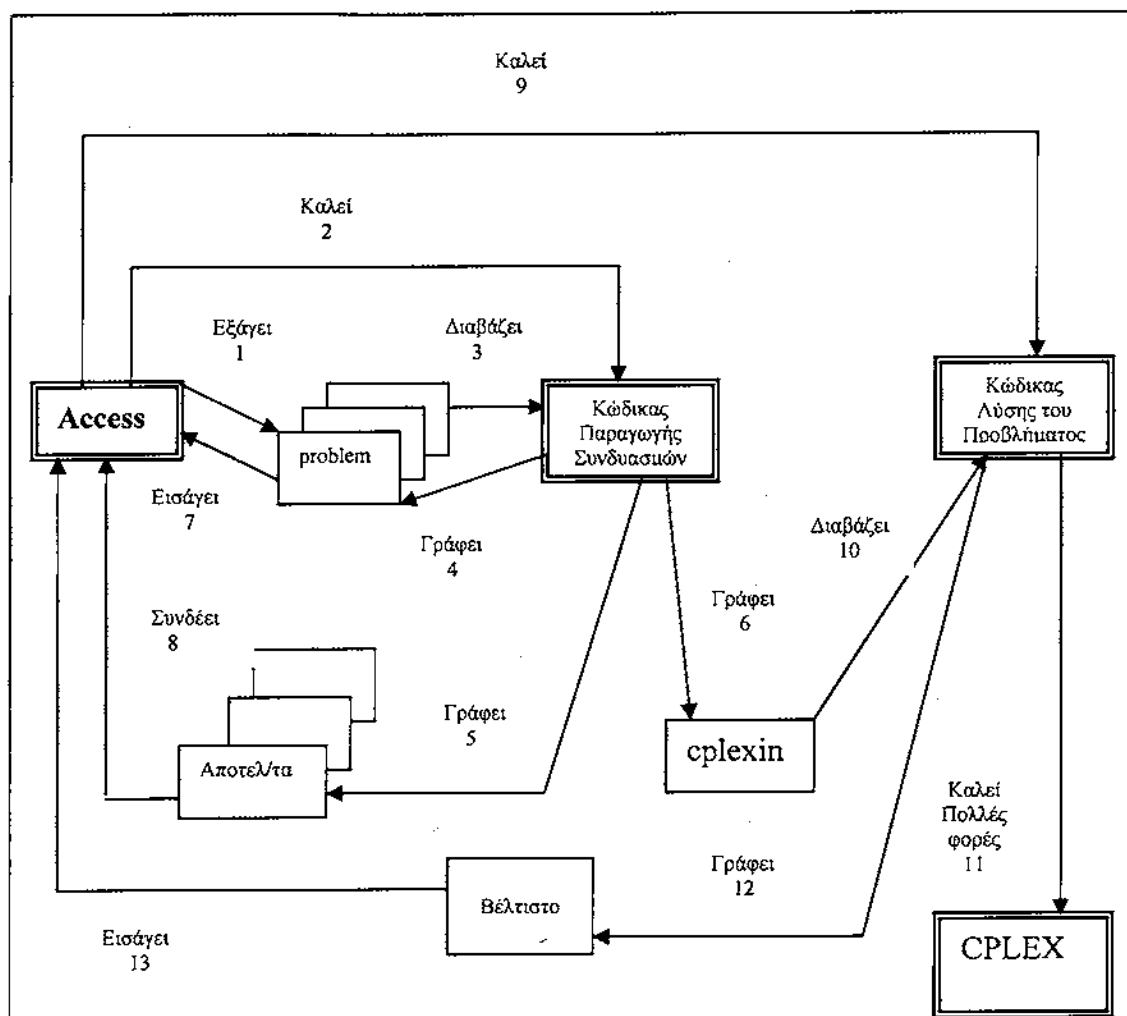 Καλεί
9
Καλεί
2
Εξάγει
1
Διαβάζει
3
Access
problem
Κώδικας
Παραγωγής
Συνδυασμών
Κώδικας
Λύσης του
Προβλήματος
Εισάγει
7
Γράφει
4
Διαβάζει
10
Συνδέει
8
Γράφει
6
Γράφει
5
cplexin
Αποτελ/τα
Καλεί
Πολλές
φορές
11
Γράφει
12
Βέλτιστο
Εισάγει
13
CPLEX